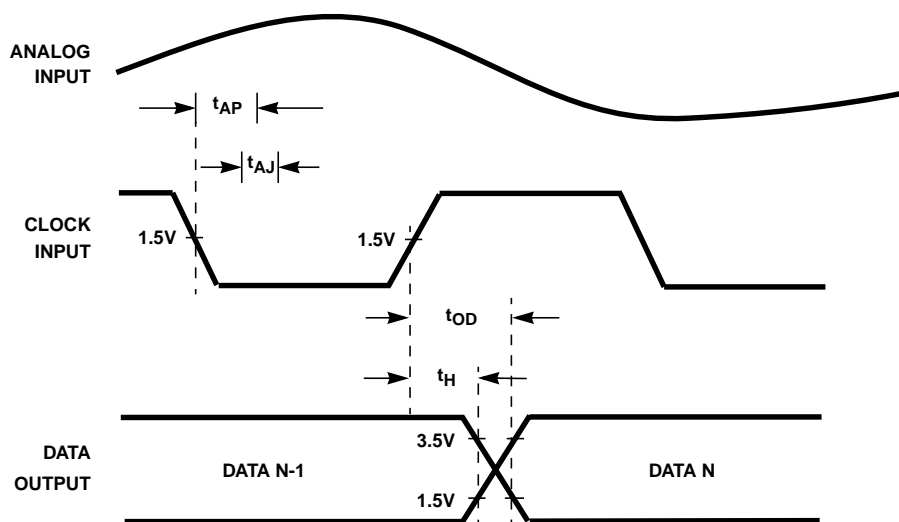 ANALOG
INPUT
tAP
tAJ
CLOCK
INPUT
1.5V
1.5V
tOD
tH
DATA
OUTPUT
3.5V
DATA N-1
DATA N
1.5V